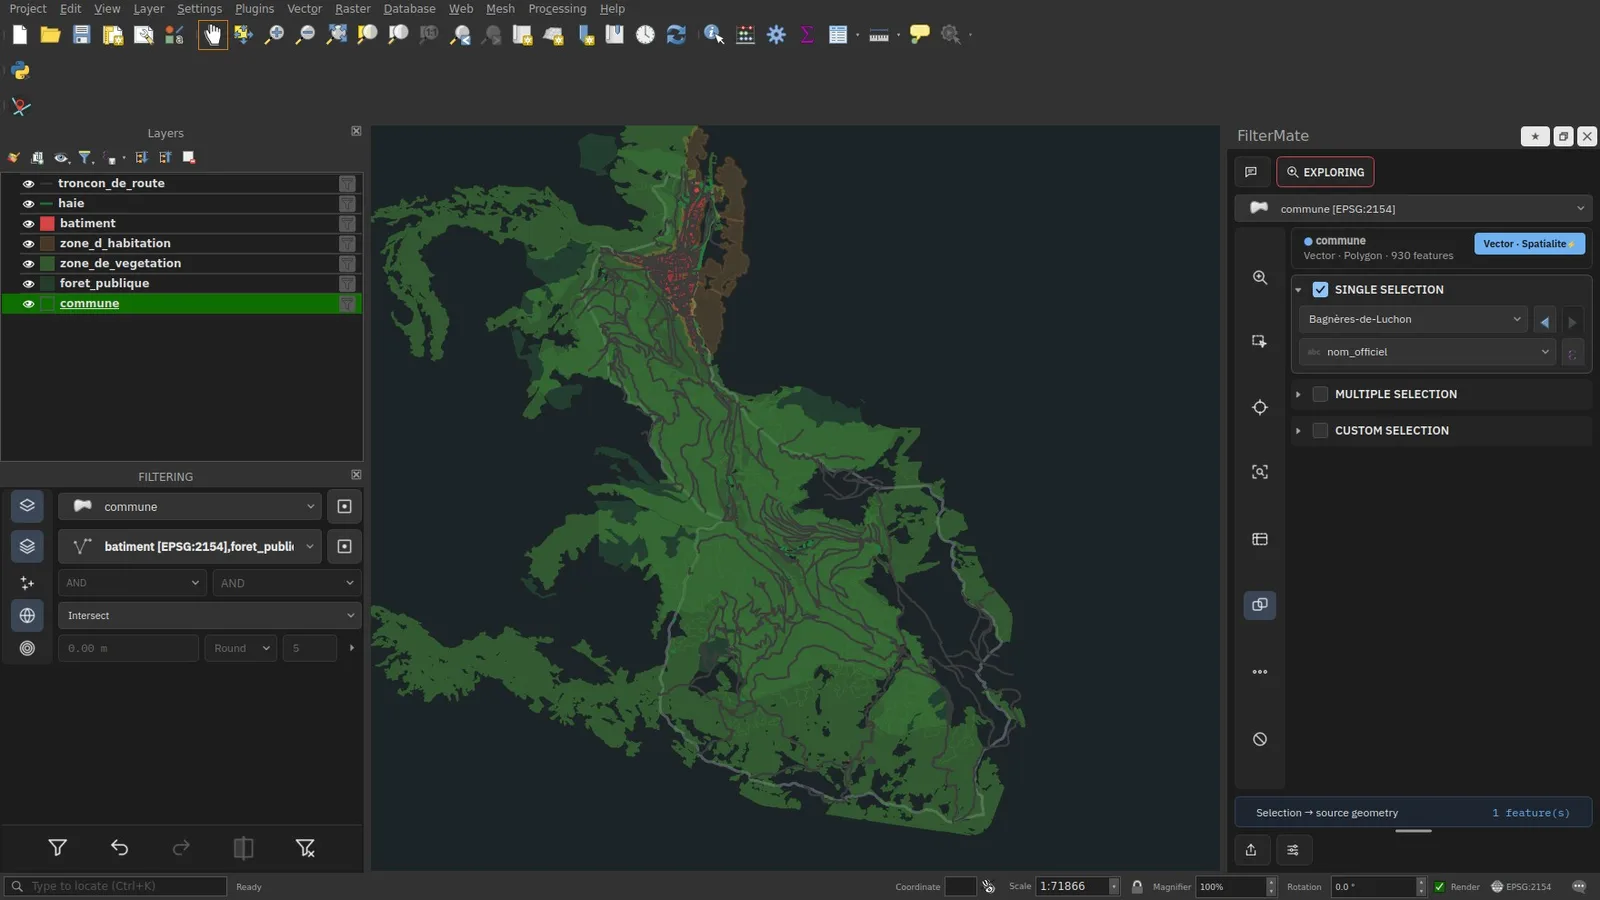 Project Edit View Layer Settings Plugins Vector Raster Database Web Mesh Processing Help
Layers
troncon_de_route
haie
batiment
zone_d_habitation
zone_de_vegetation
foret_publique
commune
FILTERING
commune
batiment [EPSG:2154],foret_publi
AND AND
Intersect
0.00 m Round 5
FilterMate
EXPLORING
commune [EPSG:2154]
commune
Vector · Polygon · 930 features
Vector · Spatialite⚡
SINGLE SELECTION
Bagnères-de-Luchon
abc nom_officiel
MULTIPLE SELECTION
CUSTOM SELECTION
Selection → source geometry 1 feature(s)
Type to locate (Ctrl+K) Ready Coordinate Scale 1:71866 Magnifier 100% Rotation 0.0 ° Render EPSG:2154